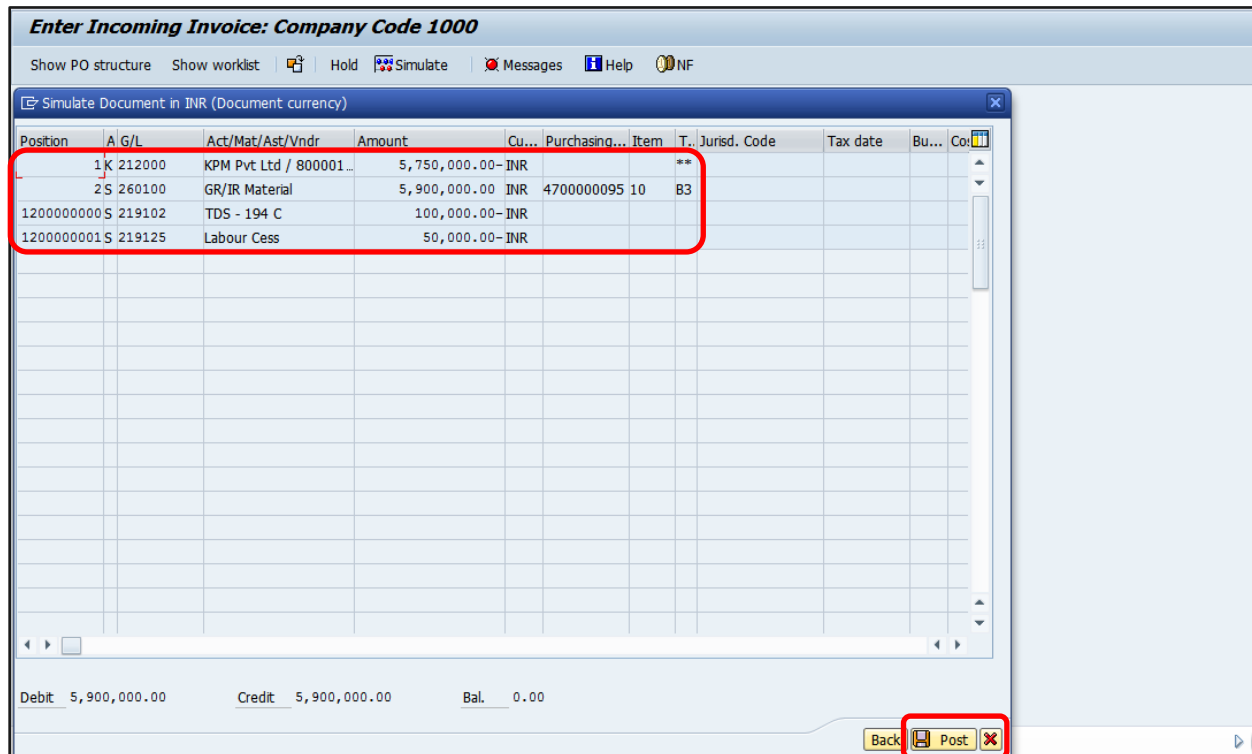 Enter Incoming Invoice: Company Code 1000
Show PO structure Show worklist Hold Simulate Messages Help NF
Simulate Document in INR (Document currency)
Position A G/L Act/Mat/Ast/Vndr Amount Cu... Purchasing... Item T.. Jurisd. Code Tax date Bu... Co
1 K 212000 KPM Pvt Ltd / 800001... 5,750,000.00- INR **
2 S 260100 GR/IR Material 5,900,000.00 INR 4700000095 10 B3
1200000000 S 219102 TDS - 194 C 100,000.00- INR
1200000001 S 219125 Labour Cess 50,000.00- INR
Debit 5,900,000.00 Credit 5,900,000.00 Bal. 0.00
Back Post